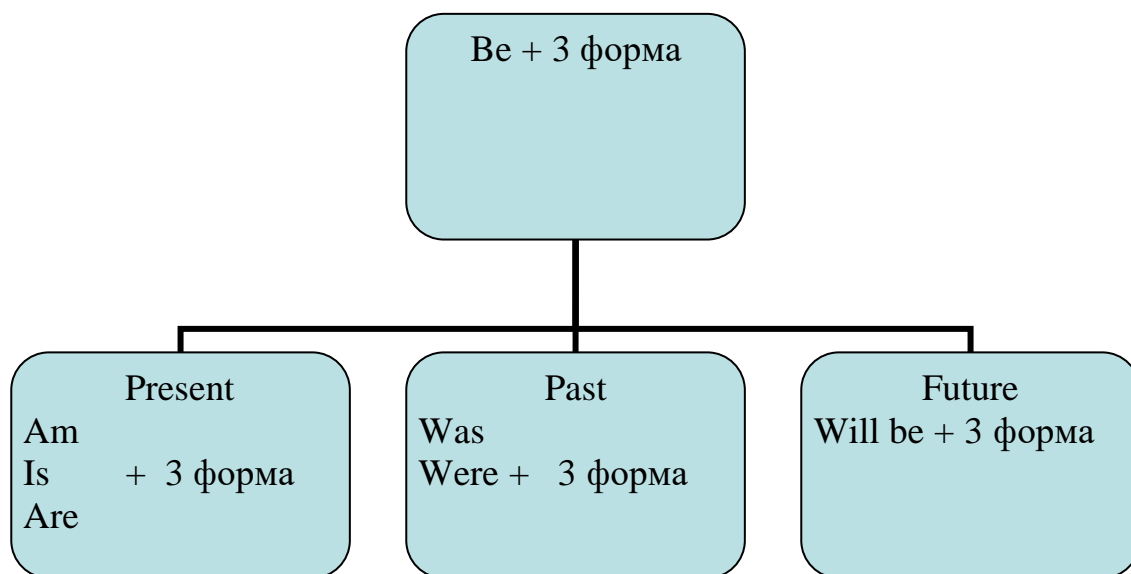 Be + 3 форма
Present
Am
Is + 3 форма
Are
Past
Was
Were + 3 форма
Future
Will be + 3 форма